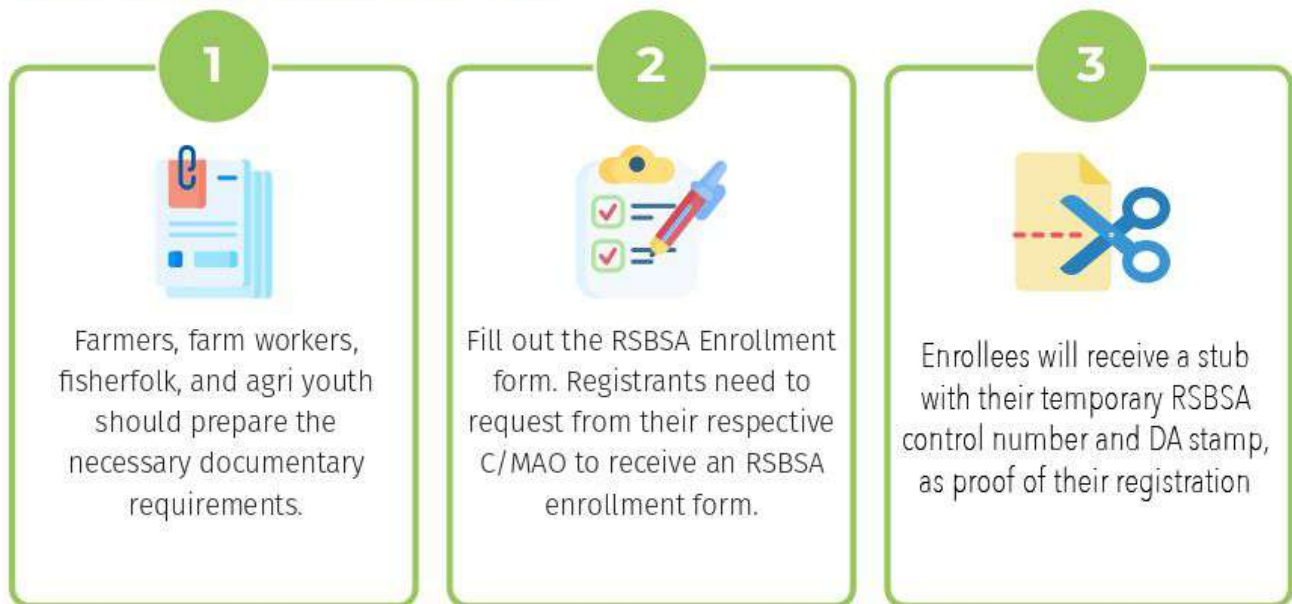 1
Farmers, farm workers,
fisherfolk, and agri youth
should prepare the
necessary documentary
requirements.
2
Fill out the RSBSA Enrollment
form. Registrants need to
request from their respective
C/MAO to receive an RSBSA
enrollment form.
3
Enrollees will receive a stub
with their temporary RSBSA
control number and DA stamp,
as proof of their registration